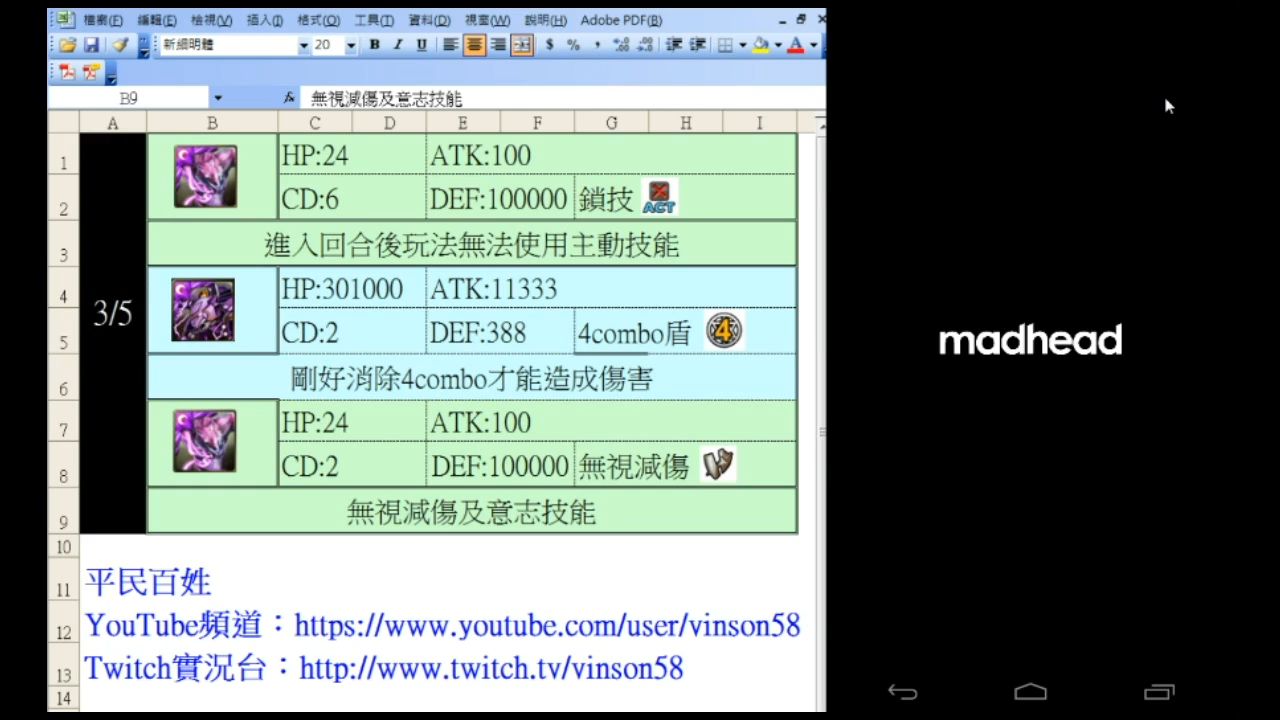 檔案(F) 編輯(E) 檢視(V) 插入(I) 格式(O) 工具(T) 資料(D) 視窗(W) 說明(H) Adobe PDF(B)
新細明體 20 B I U $ % ,
B9 fx 無視減傷及意志技能
A B C D E F G H I
1 HP:24 ATK:100
2 CD:6 DEF:100000 鎖技 ACT
3 進入回合後玩法無法使用主動技能
4 HP:301000 ATK:11333
3/5
5 CD:2 DEF:388 4combo盾 4
6 剛好消除4combo才能造成傷害
7 HP:24 ATK:100
8 CD:2 DEF:100000 無視減傷
9 無視減傷及意志技能
10
11 平民百姓
12 YouTube頻道：https://www.youtube.com/user/vinson58
13 Twitch實況台：http://www.twitch.tv/vinson58
14
madhead